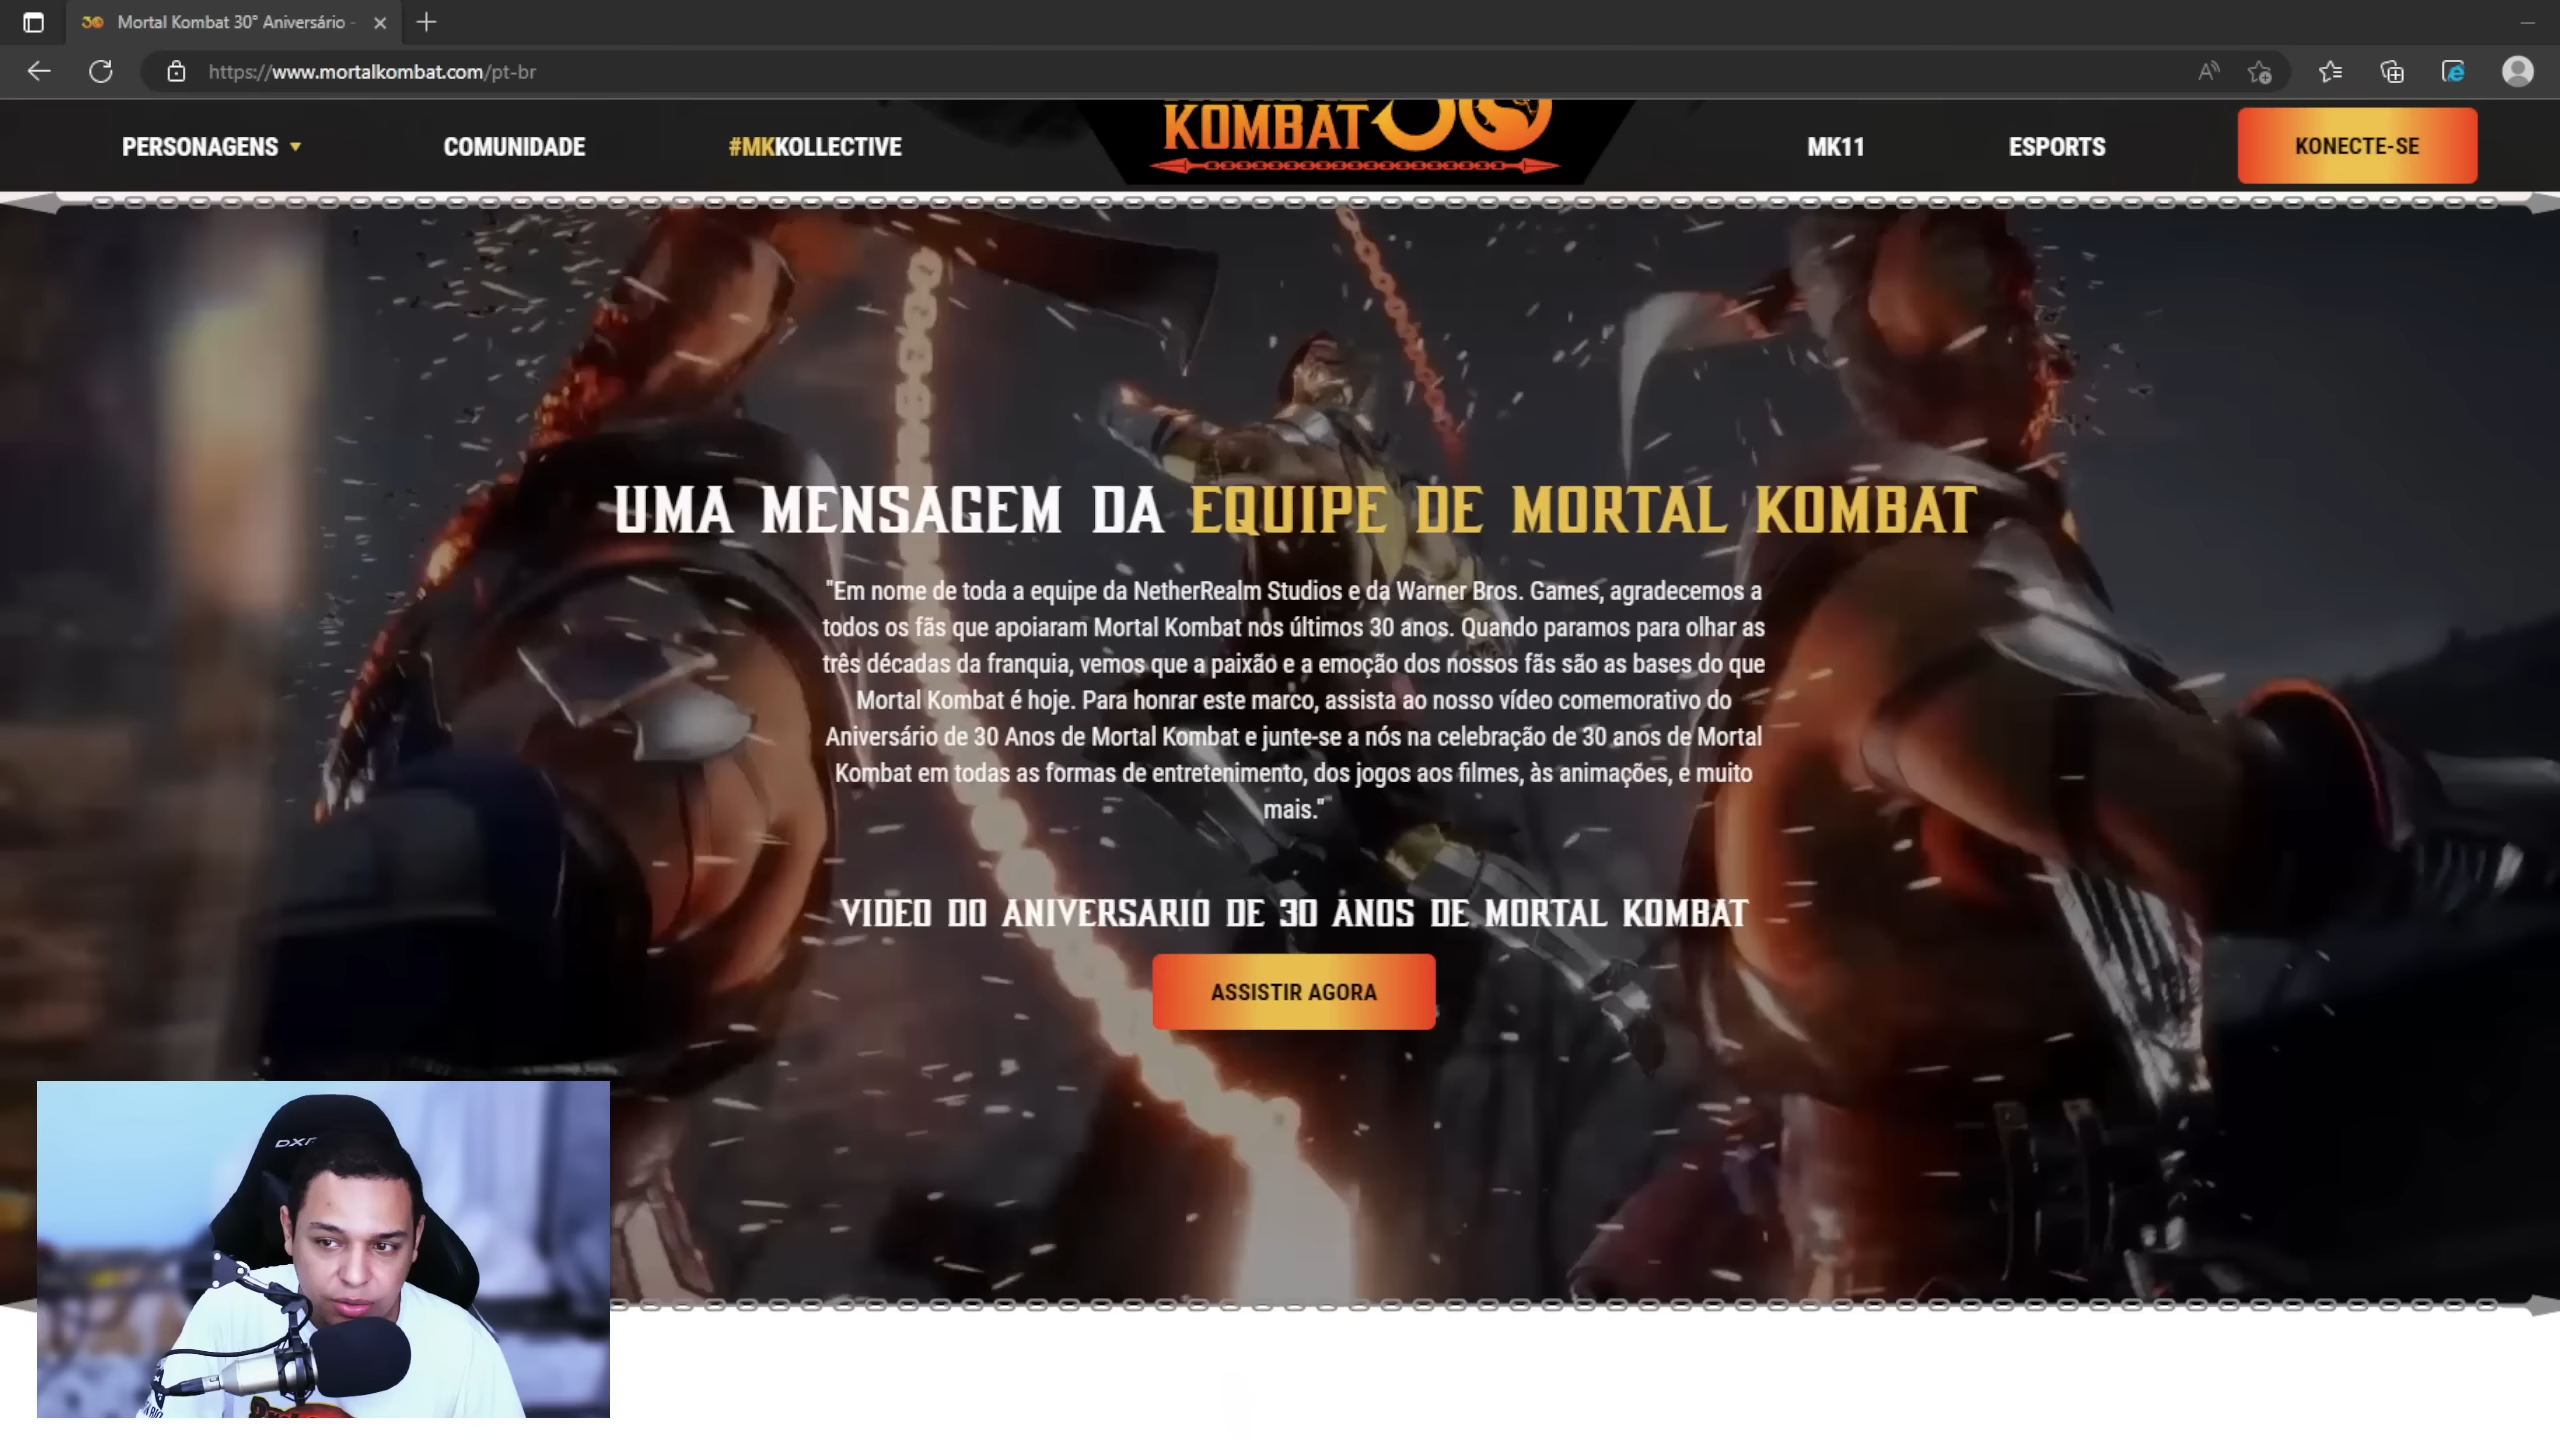 Mortal Kombat 30° Aniversário -
https://www.mortalkombat.com/pt-br
PERSONAGENS
COMUNIDADE
#MKKOLLECTIVE
KOMBAT 30
MK11
ESPORTS
KONECTE-SE
UMA MENSAGEM DA EQUIPE DE MORTAL KOMBAT
"Em nome de toda a equipe da NetherRealm Studios e da Warner Bros. Games, agradecemos a
todos os fãs que apoiaram Mortal Kombat nos últimos 30 anos. Quando paramos para olhar as
três décadas da franquia, vemos que a paixão e a emoção dos nossos fãs são as bases do que
Mortal Kombat é hoje. Para honrar este marco, assista ao nosso vídeo comemorativo do
Aniversário de 30 Anos de Mortal Kombat e junte-se a nós na celebração de 30 anos de Mortal
Kombat em todas as formas de entretenimento, dos jogos aos filmes, às animações, e muito
mais."
VIDEO DO ANIVERSARIO DE 30 ANOS DE MORTAL KOMBAT
ASSISTIR AGORA